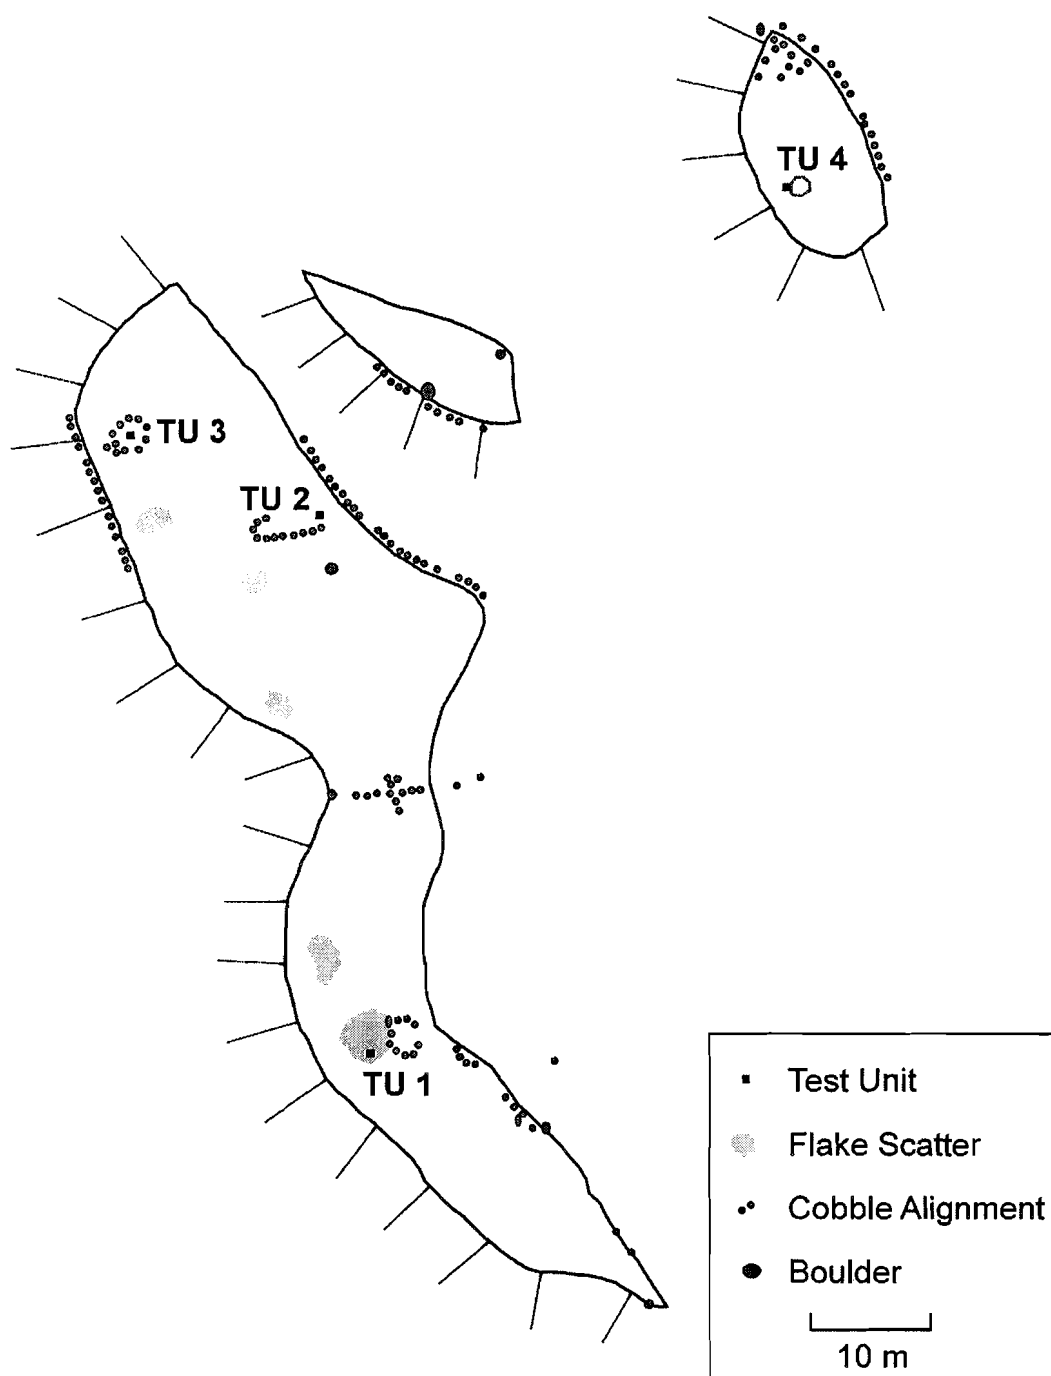 TU 4
TU 3
TU 2
TU 1
Test Unit
Flake Scatter
Cobble Alignment
Boulder
10 m